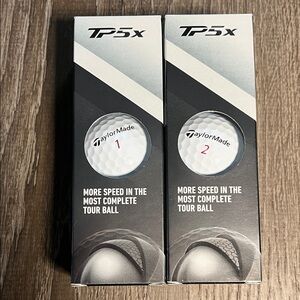 TP5x
TaylorMade
1
MORE SPEED IN THE
MOST COMPLETE
TOUR BALL
TP5x
TaylorMade
2
MORE SPEED IN THE
MOST COMPLETE
TOUR BALL